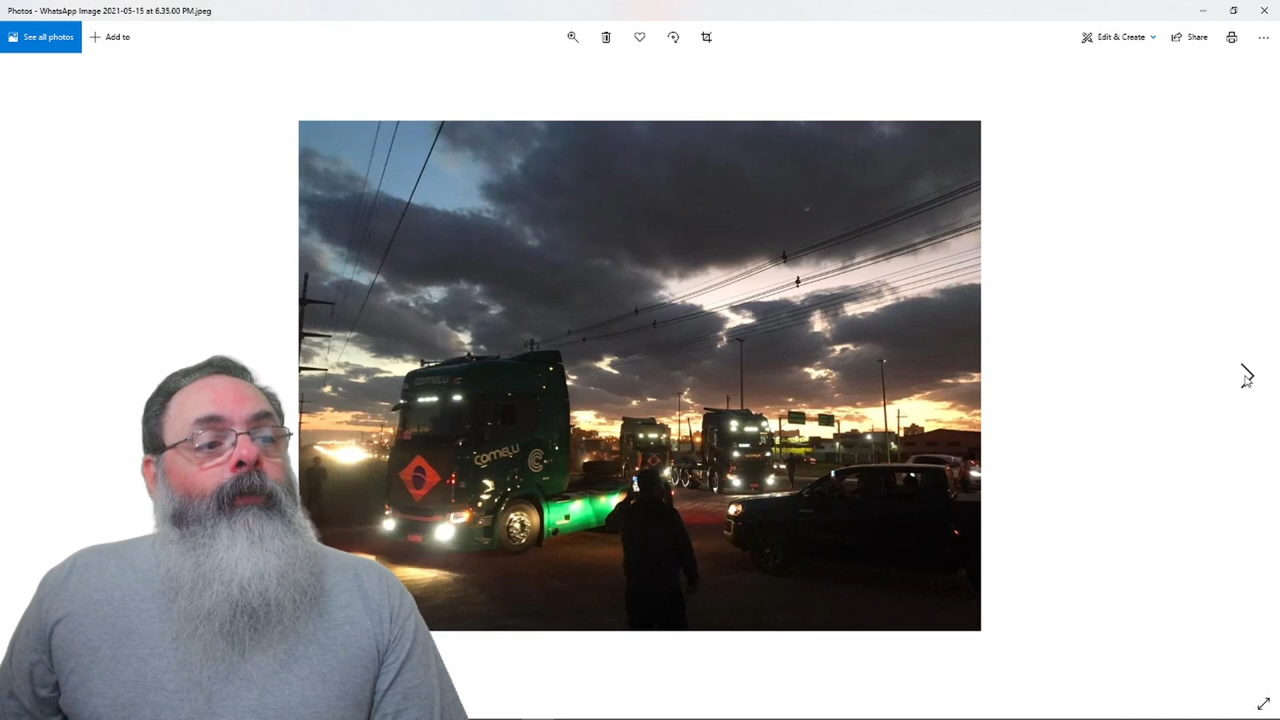 Photos - WhatsApp Image 2021-05-15 at 6.35.00 PM.jpeg
See all photos
Add to
Edit & Create
Share
COMELLI
COMELLI